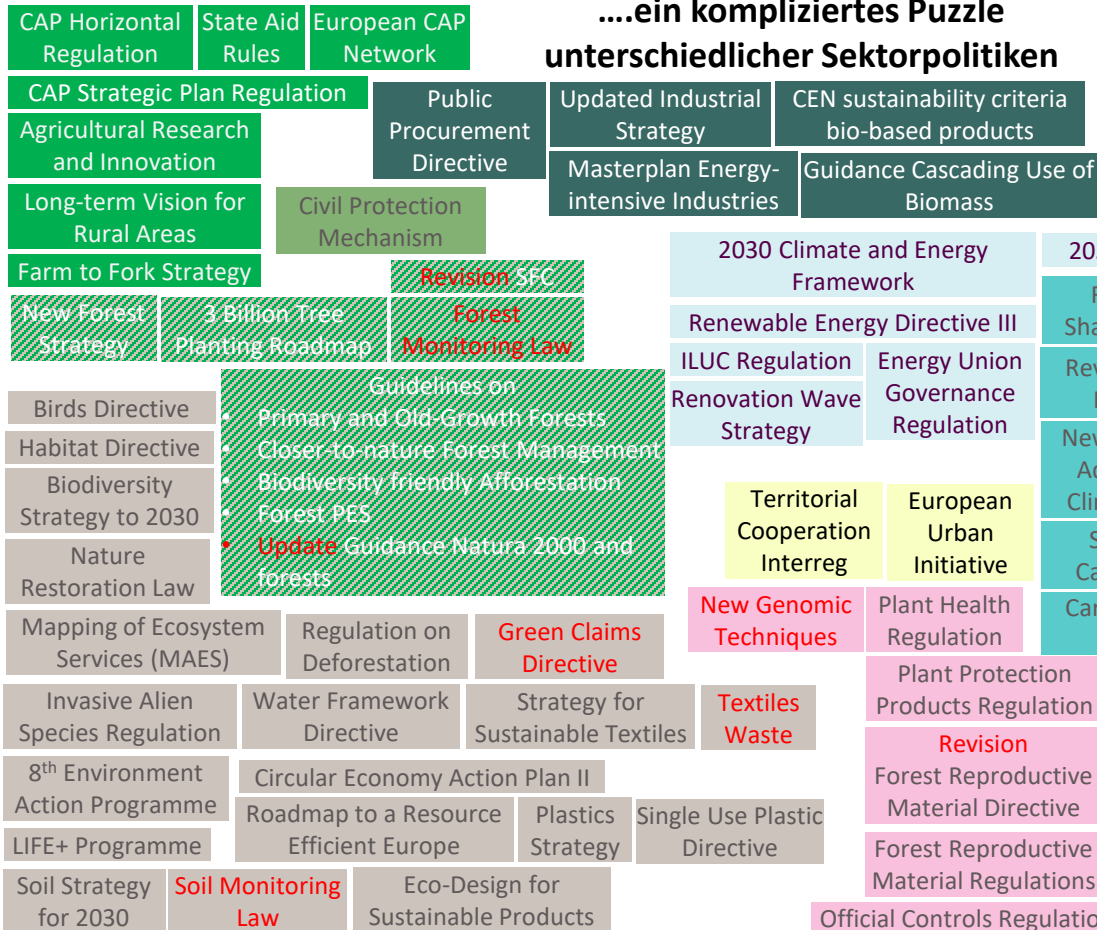 ....ein kompliziertes Puzzle
unterschiedlicher Sektorpolitiken
CAP Horizontal
Regulation
State Aid
Rules
European CAP
Network
CAP Strategic Plan Regulation
Agricultural Research
and Innovation
Long-term Vision for
Rural Areas
Farm to Fork Strategy
Civil Protection
Mechanism
Public
Procurement
Directive
Updated Industrial
Strategy
CEN sustainability criteria
bio-based products
Masterplan Energy-
intensive Industries
Guidance Cascading Use of
Biomass
New Forest
Strategy
3 Billion Tree
Planting Roadmap
Revision SFC
Forest
Monitoring Law
Guidelines on
• Primary and Old-Growth Forests
• Closer-to-nature Forest Management
• Biodiversity friendly Afforestation
• Forest PES
• Update Guidance Natura 2000 and
forests
2030 Climate and Energy
Framework
Renewable Energy Directive III
ILUC Regulation
Renovation Wave
Strategy
Energy Union
Governance
Regulation
Territorial
Cooperation
Interreg
European
Urban
Initiative
Birds Directive
Habitat Directive
Biodiversity
Strategy to 2030
Nature
Restoration Law
Mapping of Ecosystem
Services (MAES)
Regulation on
Deforestation
Green Claims
Directive
Invasive Alien
Species Regulation
Water Framework
Directive
Strategy for
Sustainable Textiles
Textiles
Waste
8th Environment
Action Programme
Circular Economy Action Plan II
LIFE+ Programme
Roadmap to a Resource
Efficient Europe
Plastics
Strategy
Single Use Plastic
Directive
Soil Strategy
for 2030
Soil Monitoring
Law
Eco-Design for
Sustainable Products
New Genomic
Techniques
Plant Health
Regulation
Plant Protection
Products Regulation
Revision
Forest Reproductive
Material Directive
Forest Reproductive
Material Regulations
Official Controls Regulatio